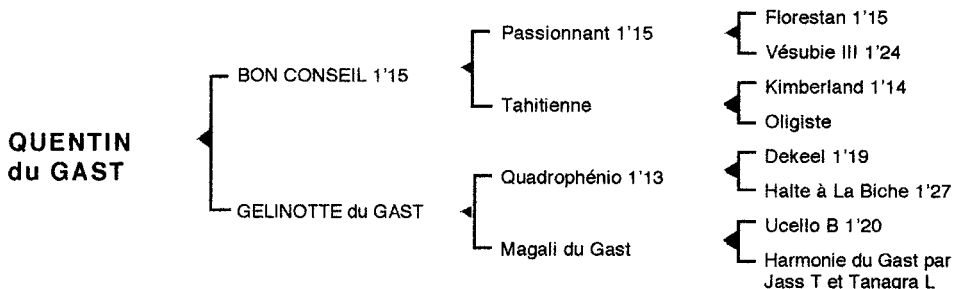 Florestan 1'15
Passionnant 1'15
Vésubie III 1'24
BON CONSEIL 1'15
Kimberland 1'14
Tahitienne
Oligiste
QUENTIN
du GAST
Dekeel 1'19
Quadrophénio 1'13
Halte à La Biche 1'27
GELINOTTE du GAST
Ucello B 1'20
Magali du Gast
Harmonie du Gast par
Jass T et Tanagra L